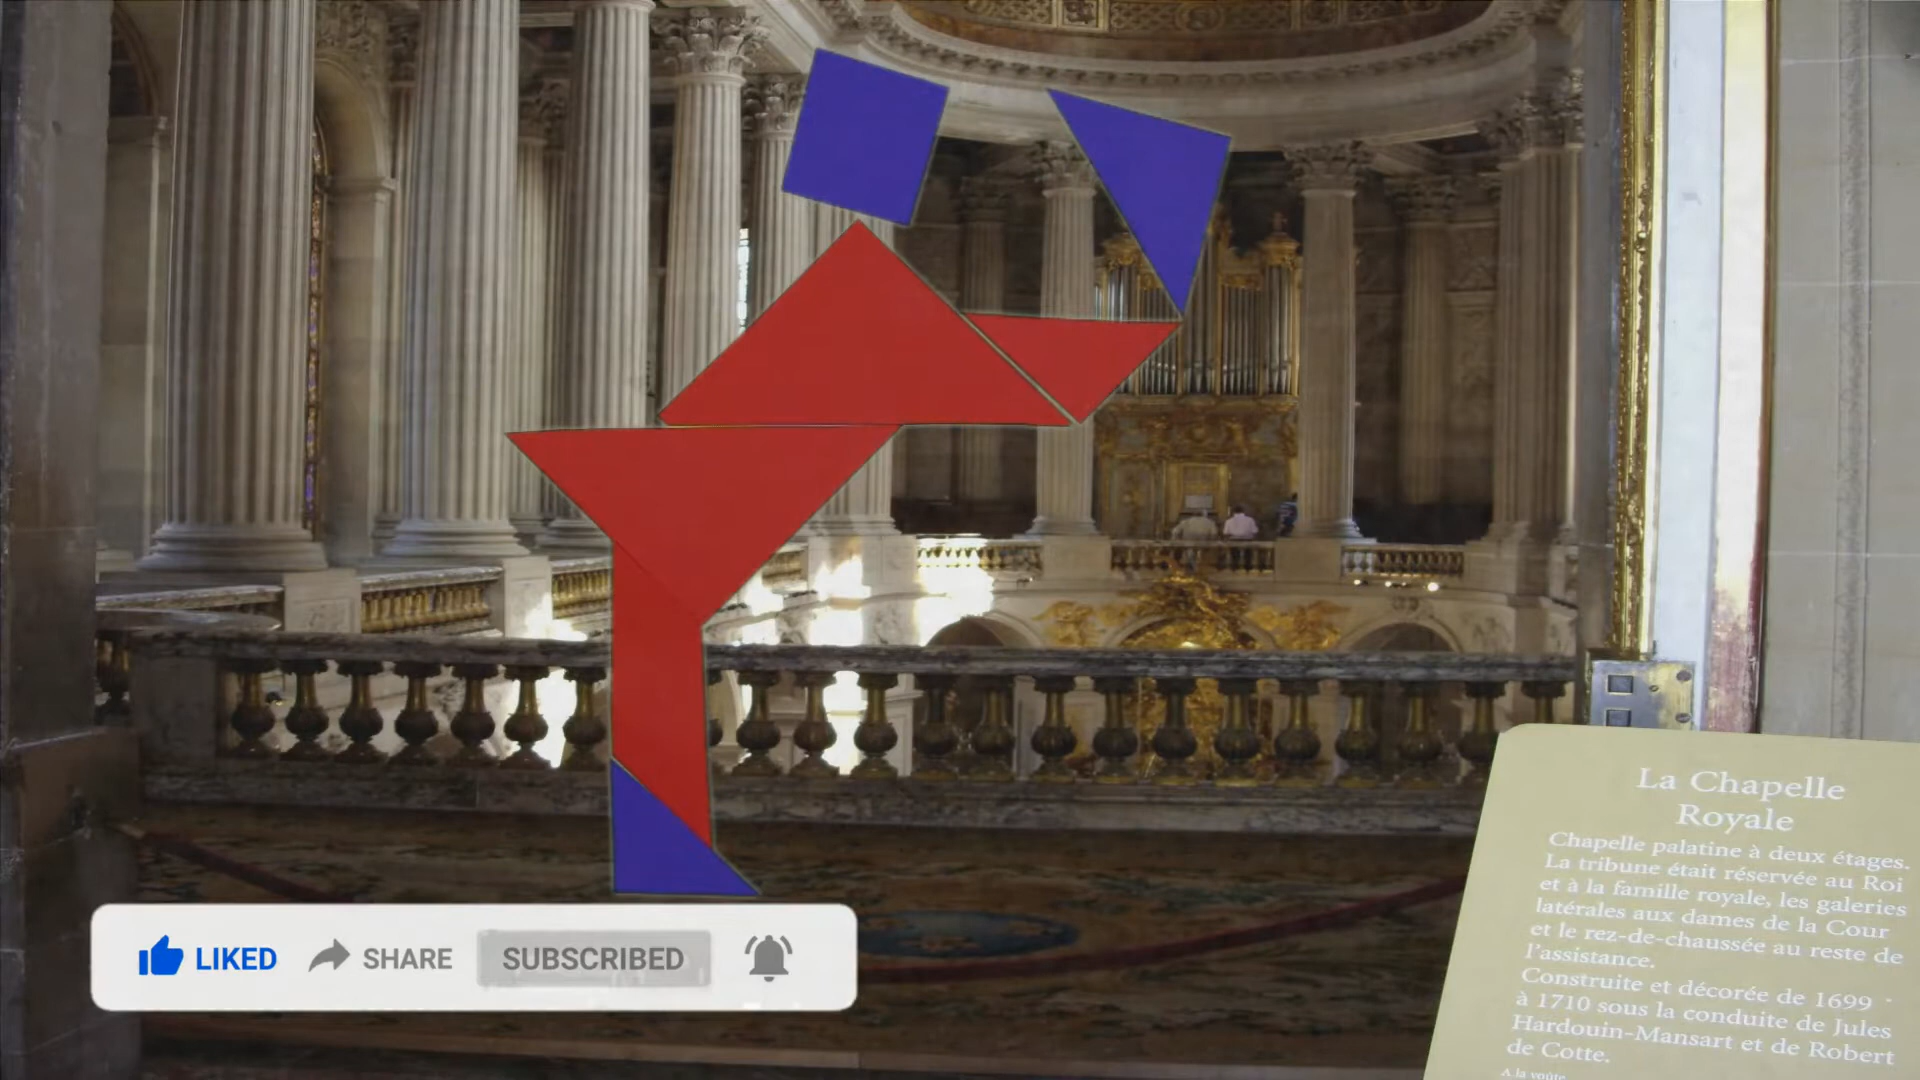 La Chapelle
Royale
Chapelle palatine à deux étages.
La tribune était réservée au Roi
et à la famille royale, les galeries
latérales aux dames de la Cour
et le rez-de-chaussée au reste de
l'assistance.
Construite et décorée de 1699 -
à 1710 sous la conduite de Jules
Hardouin-Mansart et de Robert
de Cotte.
A la voûte
LIKED SHARE SUBSCRIBED